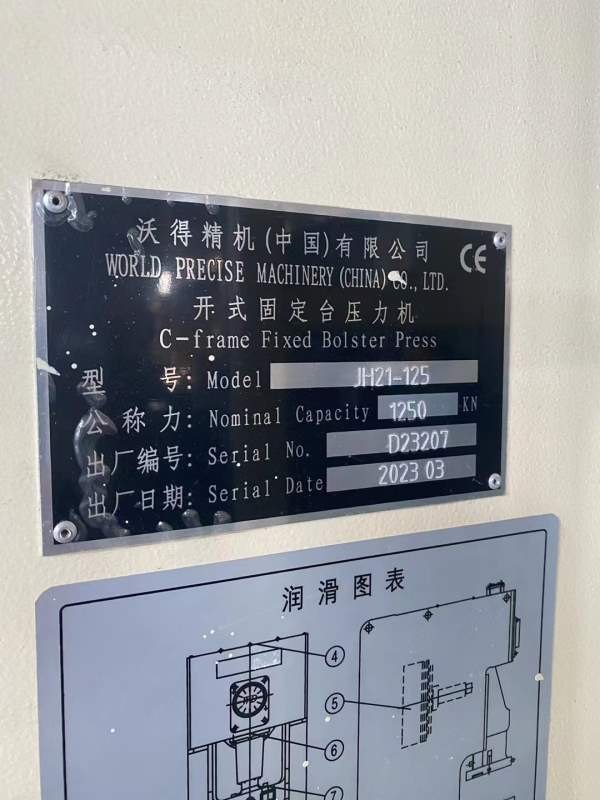 沃得精机(中国)有限公司
WORLD PRECISE MACHINERY(CHINA) CO., LTD.
CE
开式固定台压力机
C-frame Fixed Bolster Press
型 号: Model JH21-125
公称力: Nominal Capacity 1250 KN
出厂编号: Serial No. D23207
出厂日期: Serial Date 2023 03
润滑图表
4
5
6
7